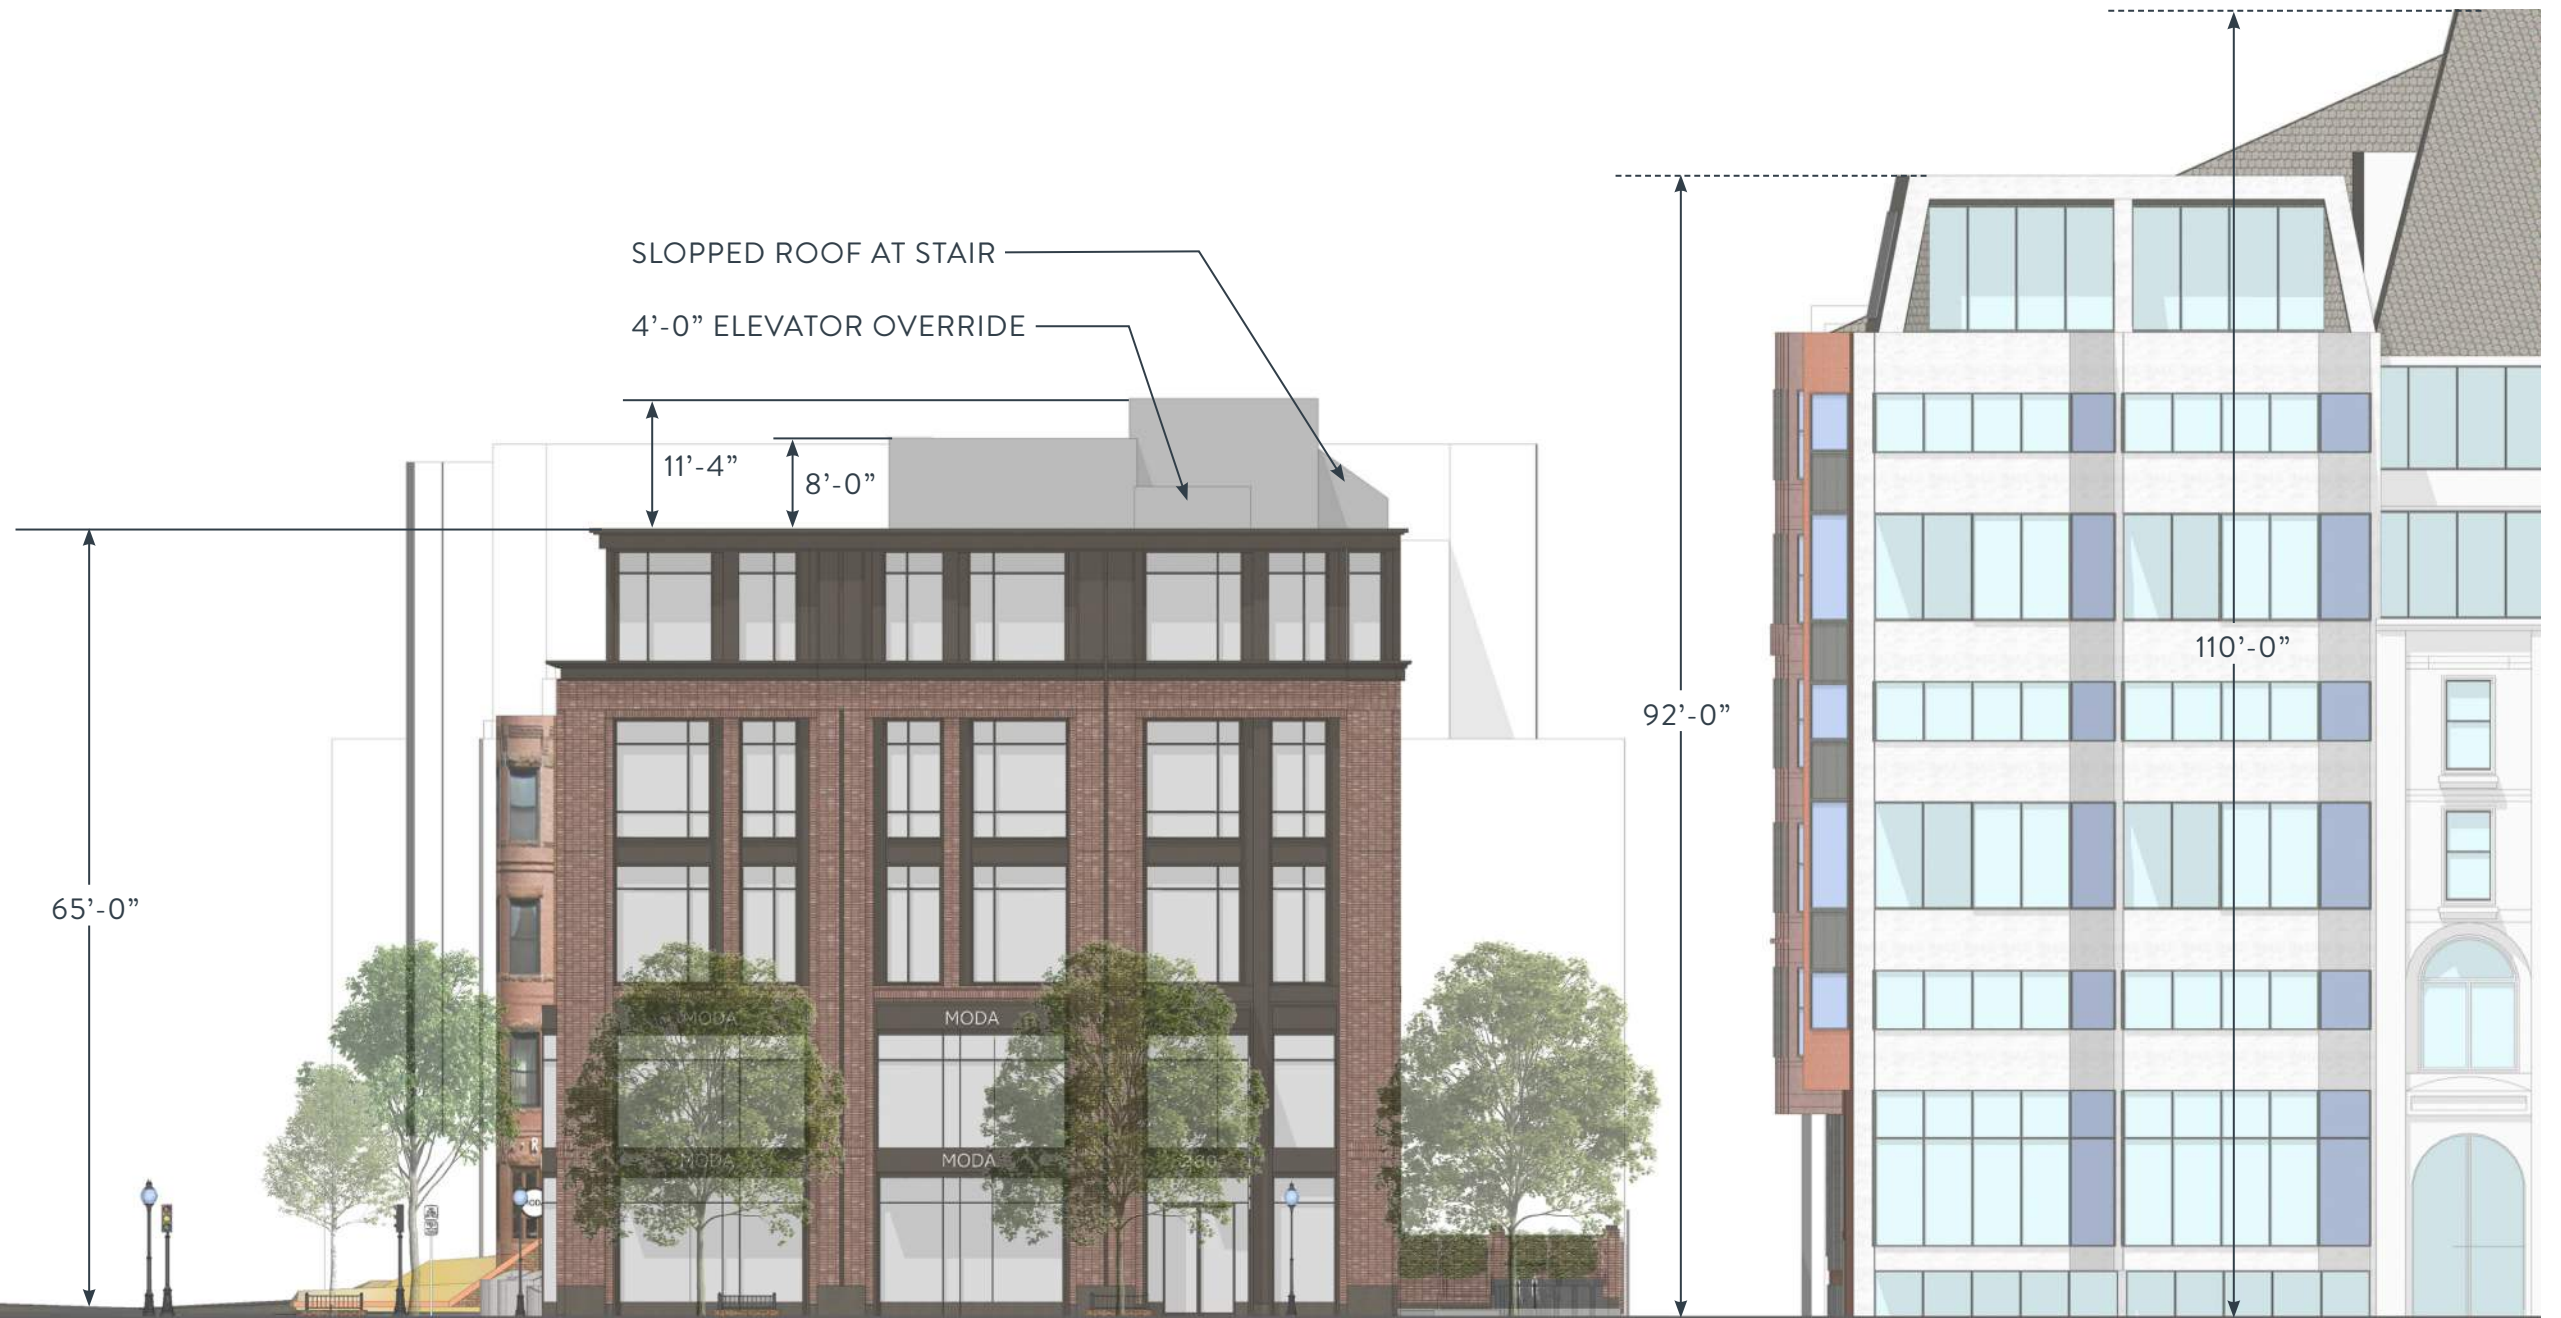 SLOPPED ROOF AT STAIR
4'-0" ELEVATOR OVERRIDE
11'-4"
8'-0"
65'-0"
92'-0"
110'-0"
MODA
MODA
MODA
MODA